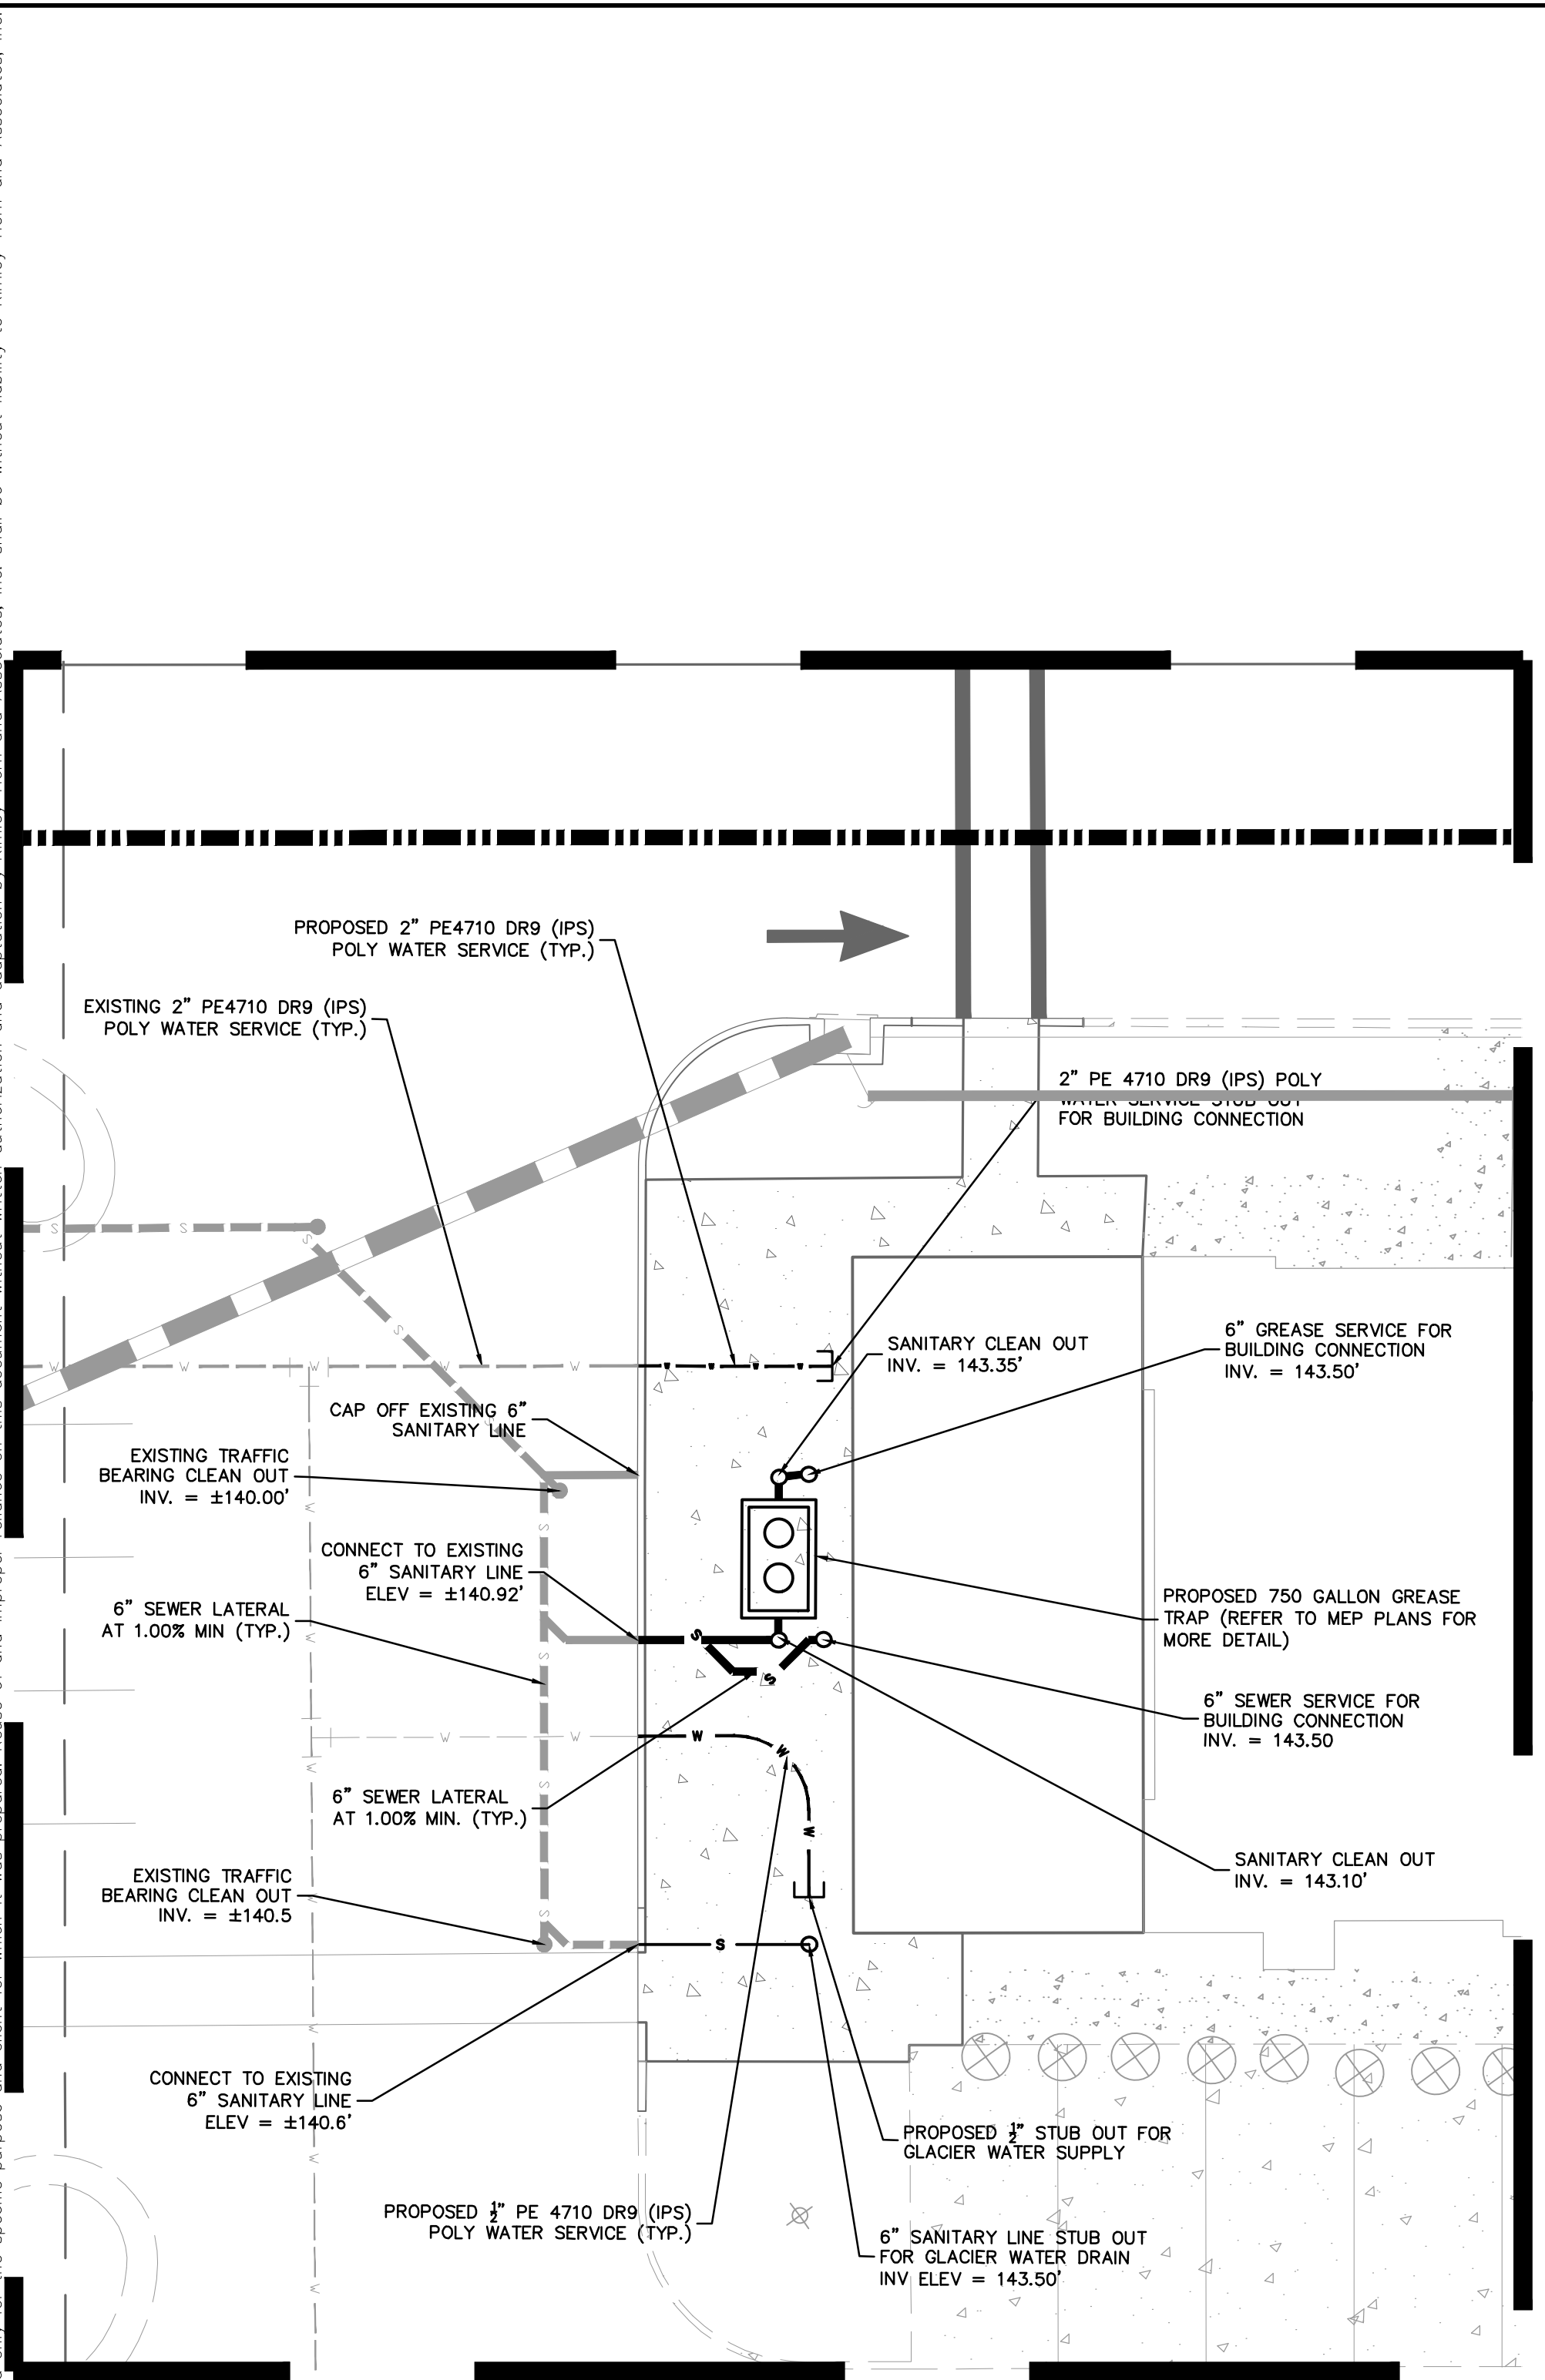 PROPOSED 2" PE4710 DR9 (IPS)
POLY WATER SERVICE (TYP.)
EXISTING 2" PE4710 DR9 (IPS)
POLY WATER SERVICE (TYP.)
2" PE 4710 DR9 (IPS) POLY
WATER SERVICE STUB OUT
FOR BUILDING CONNECTION
SANITARY CLEAN OUT
INV. = 143.35'
6" GREASE SERVICE FOR
BUILDING CONNECTION
INV. = 143.50'
CAP OFF EXISTING 6"
SANITARY LINE
EXISTING TRAFFIC
BEARING CLEAN OUT
INV. = ±140.00'
CONNECT TO EXISTING
6" SANITARY LINE
ELEV = ±140.92'
6" SEWER LATERAL
AT 1.00% MIN (TYP.)
PROPOSED 750 GALLON GREASE
TRAP (REFER TO MEP PLANS FOR
MORE DETAIL)
6" SEWER SERVICE FOR
BUILDING CONNECTION
INV. = 143.50
6" SEWER LATERAL
AT 1.00% MIN. (TYP.)
SANITARY CLEAN OUT
INV. = 143.10'
EXISTING TRAFFIC
BEARING CLEAN OUT
INV. = ±140.5
CONNECT TO EXISTING
6" SANITARY LINE
ELEV = ±140.6'
PROPOSED ½" STUB OUT FOR
GLACIER WATER SUPPLY
PROPOSED ½" PE 4710 DR9 (IPS)
POLY WATER SERVICE (TYP.)
6" SANITARY LINE STUB OUT
FOR GLACIER WATER DRAIN
INV ELEV = 143.50'